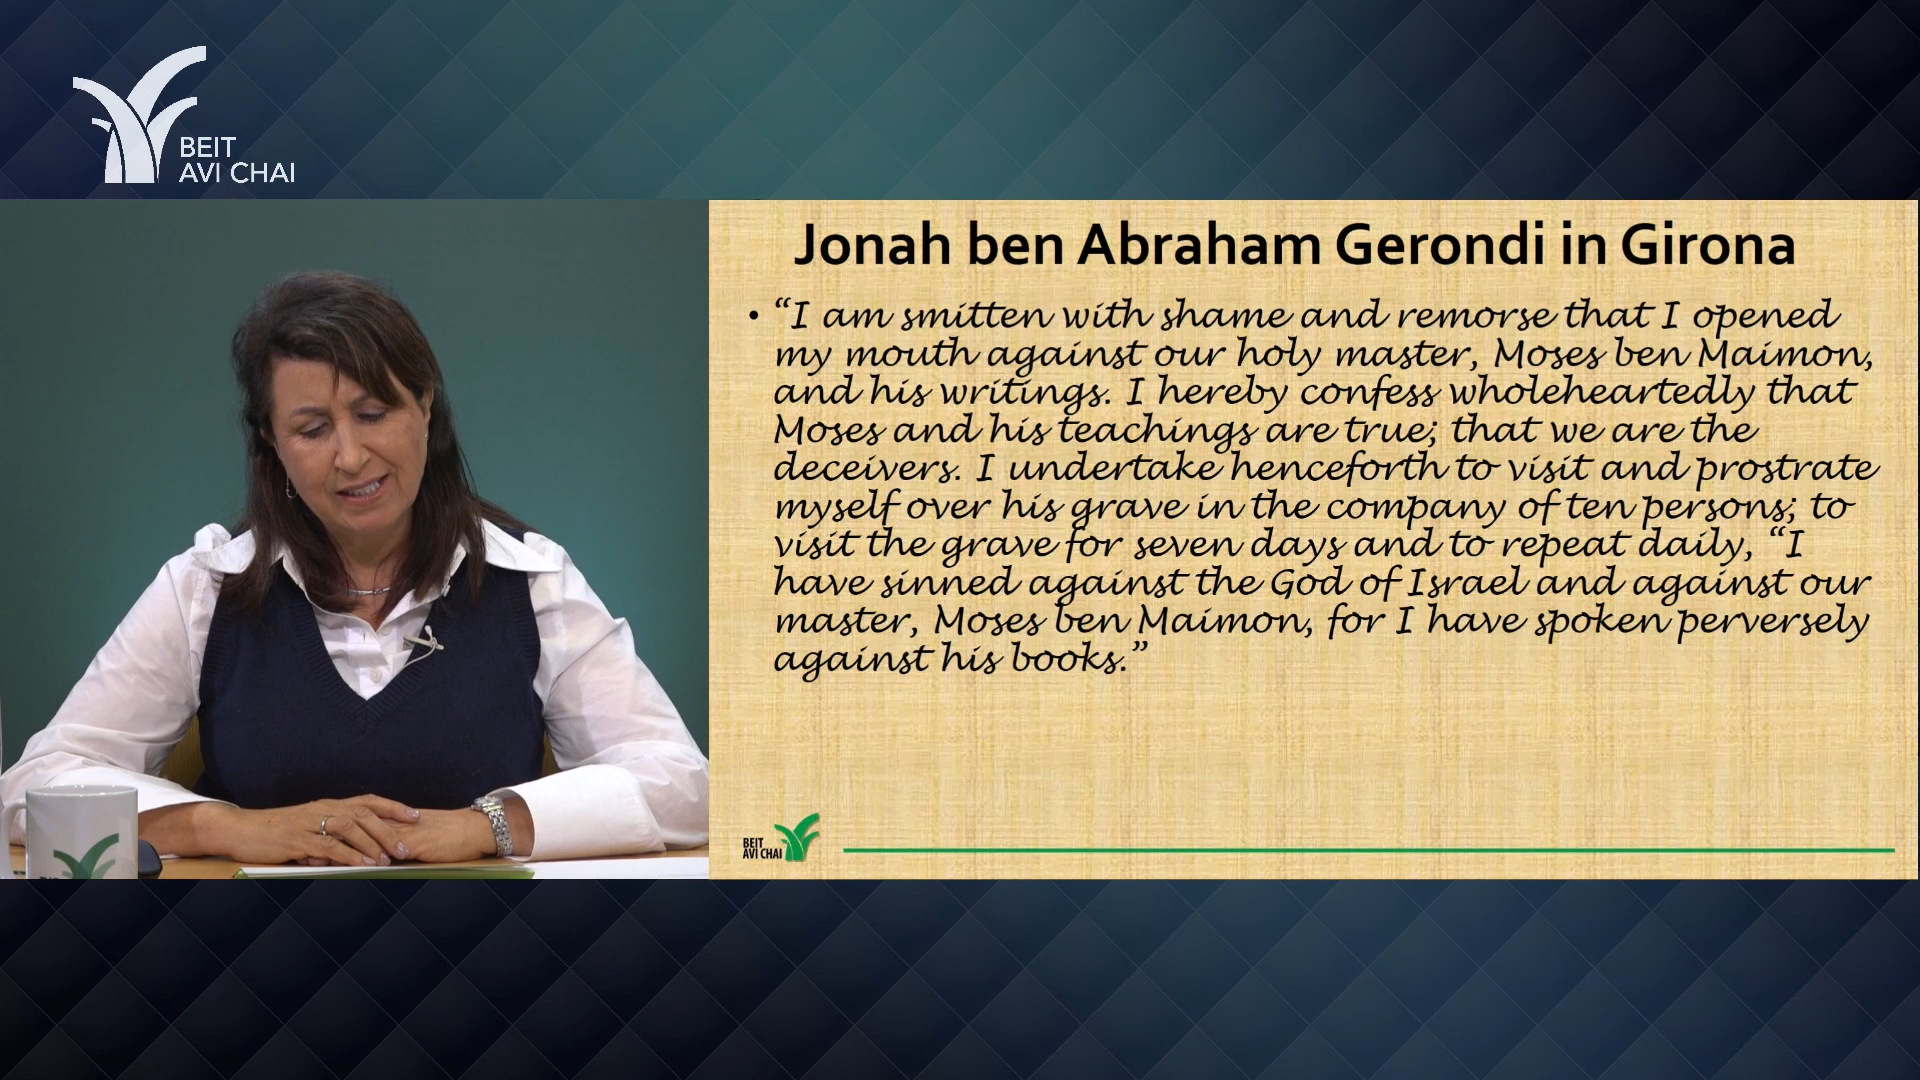 BEIT
AVI CHAI
Jonah ben Abraham Gerondi in Girona
• “I am smitten with shame and remorse that I opened
my mouth against our holy master, Moses ben Maimon,
and his writings. I hereby confess wholeheartedly that
Moses and his teachings are true; that we are the
deceivers. I undertake henceforth to visit and prostrate
myself over his grave in the company of ten persons; to
visit the grave for seven days and to repeat daily, “I
have sinned against the God of Israel and against our
master, Moses ben Maimon, for I have spoken perversely
against his books.”
BEIT
AVI CHAI